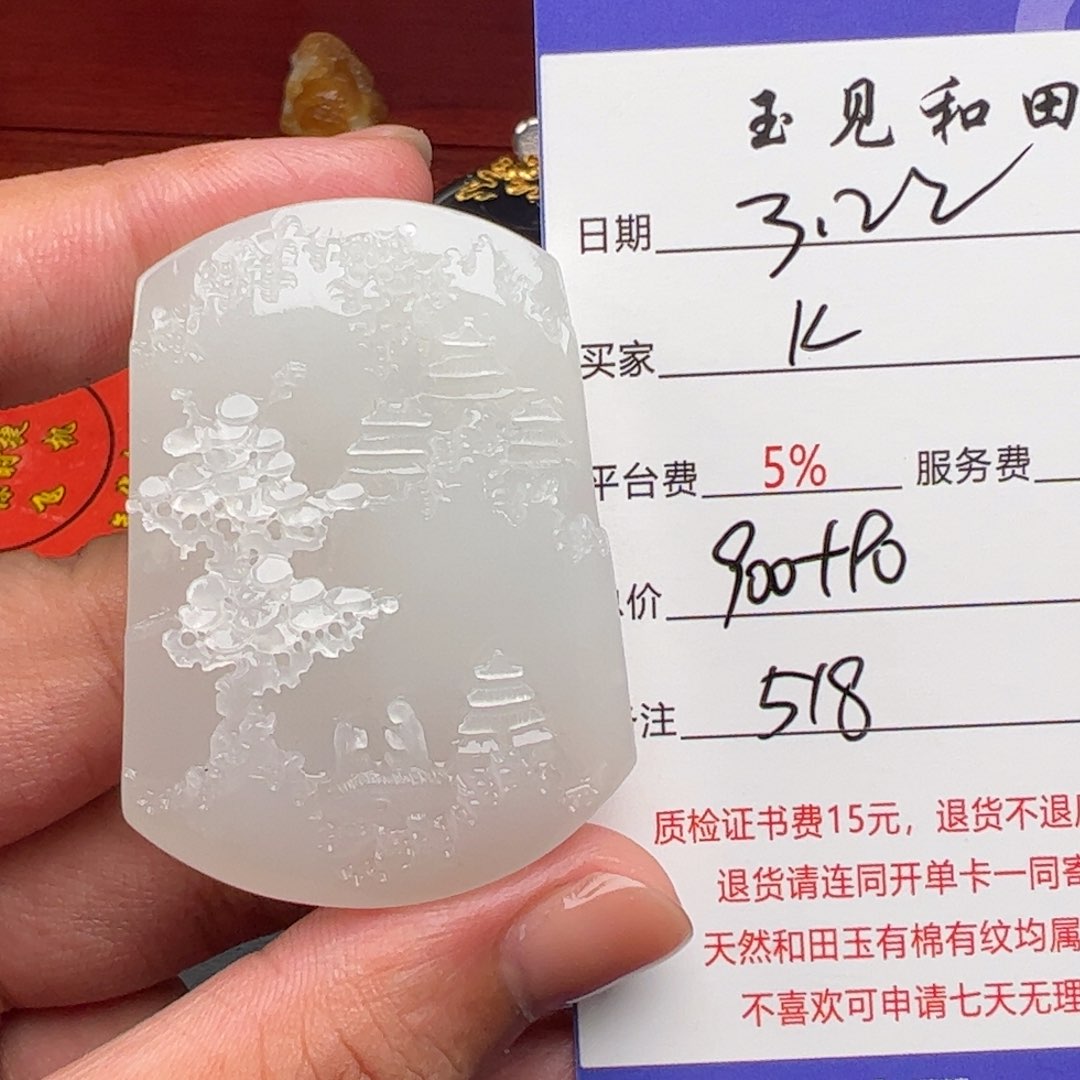 玉见和田
日期 3.22
买家 K
平台费 5% 服务费
价 900+90
注 518
质检证书费15元，退货不退
退货请连同开单卡一同寄
天然和田玉有棉有纹均属
不喜欢可申请七天无理